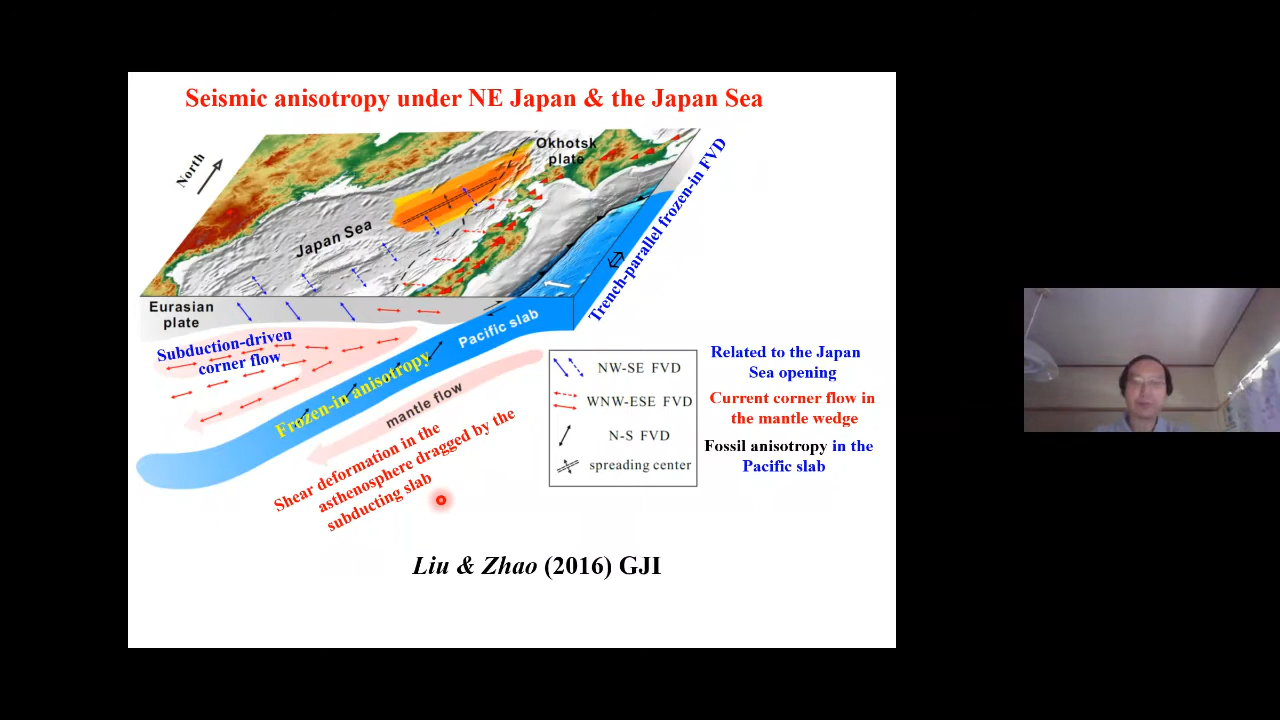 Seismic anisotropy under NE Japan & the Japan Sea
North
Okhotsk
plate
Japan Sea
Trench-parallel frozen-in FVD
Eurasian
plate
Pacific slab
Subduction-driven
corner flow
Frozen-in anisotropy
mantle flow
Shear deformation in the
asthenosphere dragged by the
subducting slab
NW-SE FVD
WNW-ESE FVD
N-S FVD
spreading center
Related to the Japan
Sea opening
Current corner flow in
the mantle wedge
Fossil anisotropy in the
Pacific slab
Liu & Zhao (2016) GJI